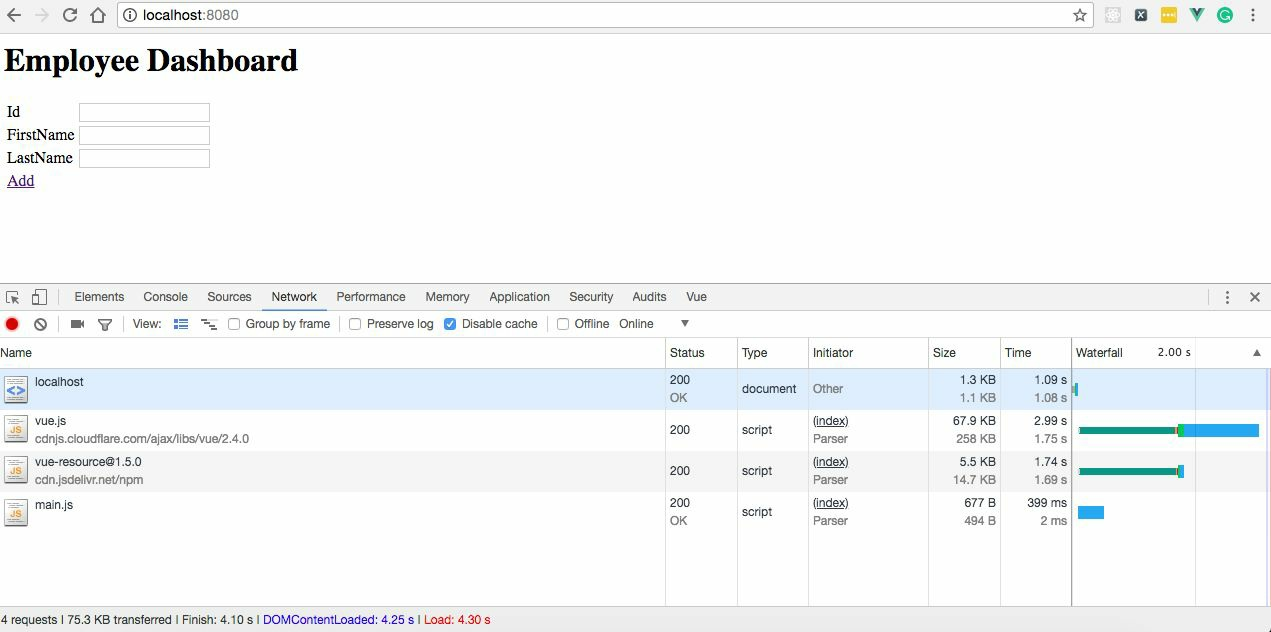 localhost:8080
Employee Dashboard
Id
FirstName
LastName
Add
Elements Console Sources Network Performance Memory Application Security Audits Vue
View: Group by frame Preserve log Disable cache Offline Online
Name Status Type Initiator Size Time Waterfall 2.00 s
localhost 200 OK document Other 1.3 KB 1.1 KB 1.09 s 1.08 s
vue.js 200 script (index) 67.9 KB 2.99 s
cdnjs.cloudflare.com/ajax/libs/vue/2.4.0 Parser 258 KB 1.75 s
vue-resource@1.5.0 200 script (index) 5.5 KB 1.74 s
cdn.jsdelivr.net/npm Parser 14.7 KB 1.69 s
main.js 200 script (index) 677 B 399 ms
OK Parser 494 B 2 ms
4 requests | 75.3 KB transferred | Finish: 4.10 s | DOMContentLoaded: 4.25 s | Load: 4.30 s